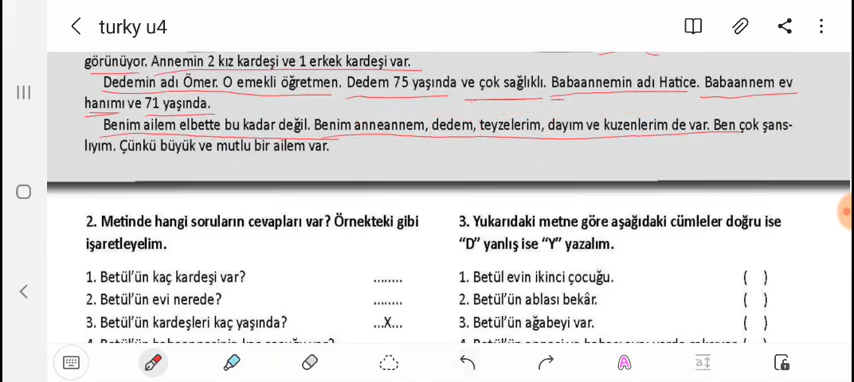 turky u4
görünüyor. Annemin 2 kız kardeşi ve 1 erkek kardeşi var.
Dedemin adı Ömer. O emekli öğretmen. Dedem 75 yaşında ve çok sağlıklı. Babaannemin adı Hatice. Babaannem ev
hanımı ve 71 yaşında.
Benim ailem elbette bu kadar değil. Benim anneannem, dedem, teyzelerim, dayım ve kuzenlerim de var. Ben çok şans-
lıyım. Çünkü büyük ve mutlu bir ailem var.
2. Metinde hangi soruların cevapları var? Örnekteki gibi
işaretleyelim.
1. Betül'ün kaç kardeşi var? ........
2. Betül'ün evi nerede? ........
3. Betül'ün kardeşleri kaç yaşında? ...X...
3. Yukarıdaki metne göre aşağıdaki cümleler doğru ise
"D" yanlış ise "Y" yazalım.
1. Betül evin ikinci çocuğu. ( )
2. Betül'ün ablası bekâr. ( )
3. Betül'ün ağabeyi var. ( )